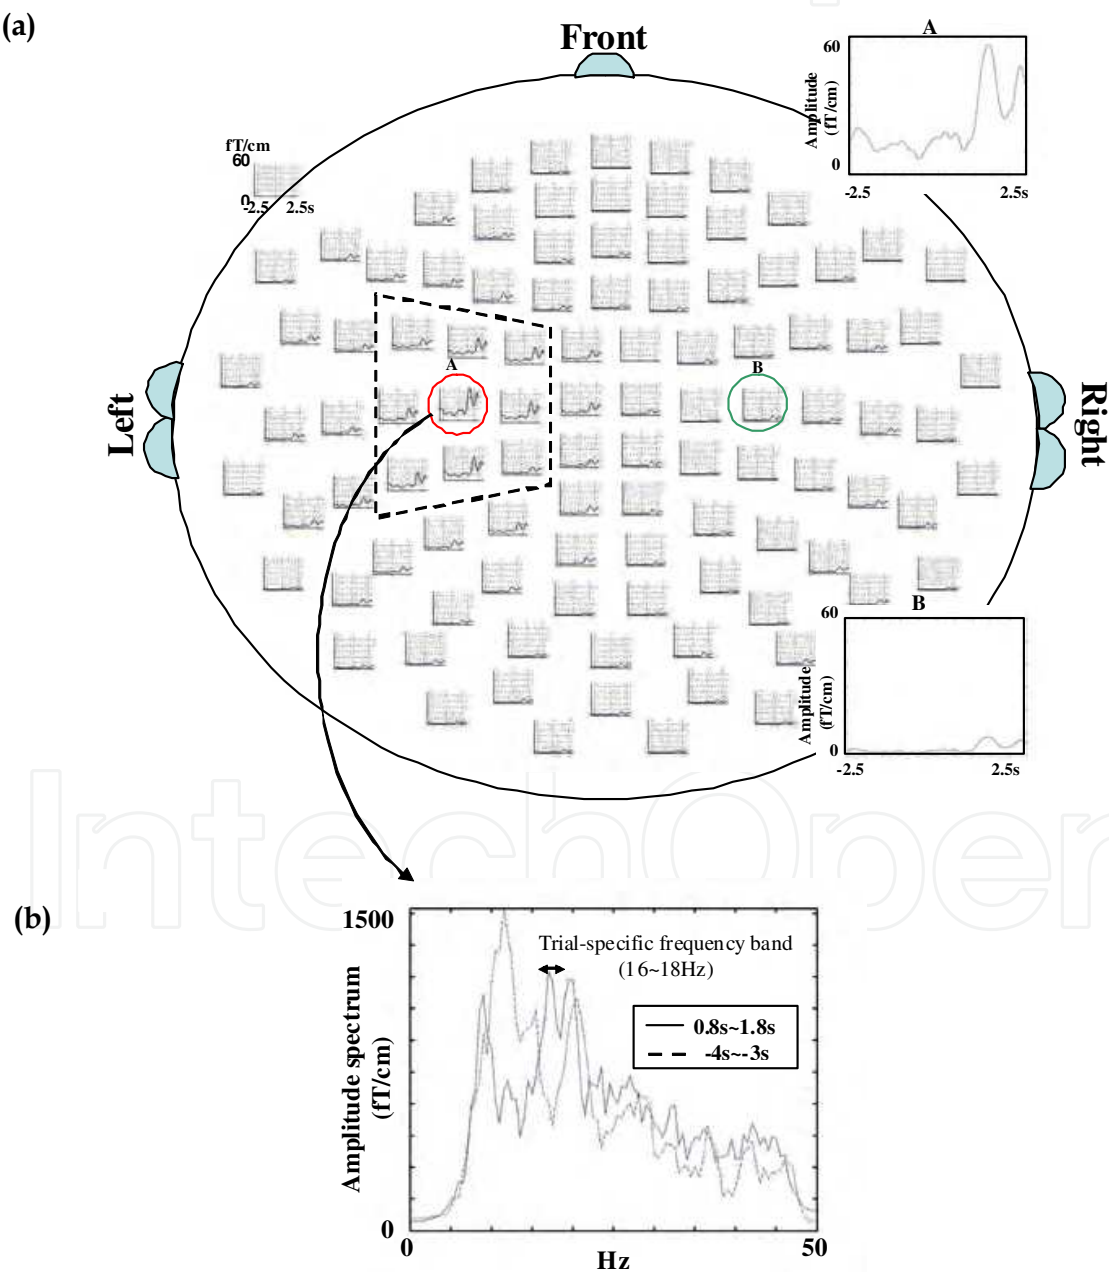 (a)
Front
A
60
Amplitude
(fT/cm)
0
-2.5
2.5s
fT/cm
60
0
-2.5
2.5s
Left
Right
A
B
B
60
Amplitude
(fT/cm)
0
-2.5
2.5s
IntechOpen
(b)
1500
Trial-specific frequency band
(16~18Hz)
0.8s~1.8s
-4s~-3s
Amplitude spectrum
(fT/cm)
0
0
Hz
50